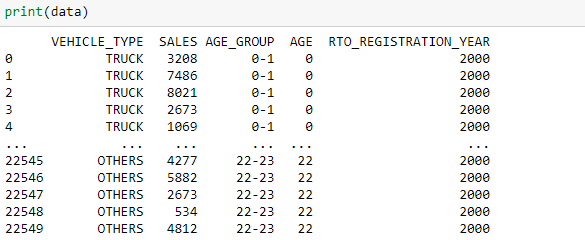 print(data)
VEHICLE_TYPE SALES AGE_GROUP AGE RTO_REGISTRATION_YEAR
0 TRUCK 3208 0-1 0 2000
1 TRUCK 7486 0-1 0 2000
2 TRUCK 8021 0-1 0 2000
3 TRUCK 2673 0-1 0 2000
4 TRUCK 1069 0-1 0 2000
... ... ... ... ... ...
22545 OTHERS 4277 22-23 22 2000
22546 OTHERS 5882 22-23 22 2000
22547 OTHERS 2673 22-23 22 2000
22548 OTHERS 534 22-23 22 2000
22549 OTHERS 4812 22-23 22 2000